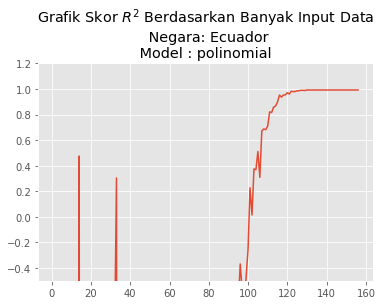 Grafik Skor $R^2$ Berdasarkan Banyak Input Data
Negara: Ecuador
Model : polinomial
1.2
1.0
0.8
0.6
0.4
0.2
0.0
−0.2
−0.4
0 20 40 60 80 100 120 140 160